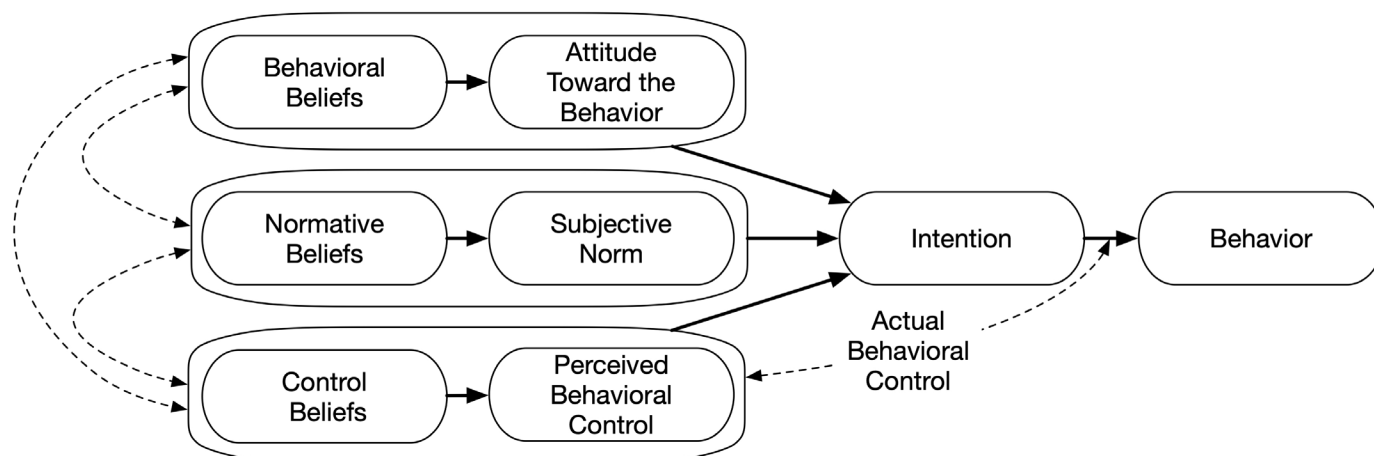 Behavioral
Beliefs
Attitude
Toward the
Behavior
Normative
Beliefs
Subjective
Norm
Intention
Behavior
Control
Beliefs
Perceived
Behavioral
Control
Actual
Behavioral
Control